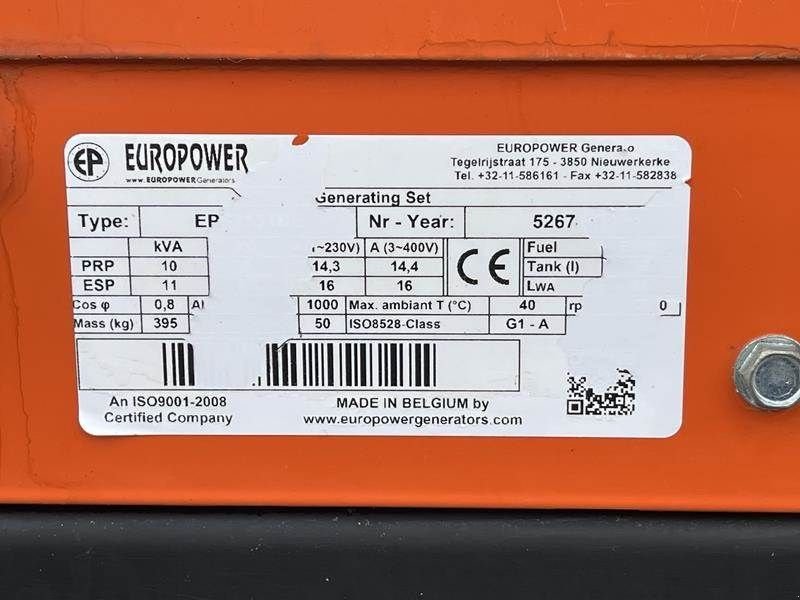 EP EUROPOWER
www.EUROPOWERGenerators
EUROPOWER
Tegelrijstraat 175 - 3850 Nieuwerkerke
Tel. +32-11-586161 - Fax +32-11-582838
Generating Set
Type: EP Nr - Year: 5267
kVA ~230V) A (3~400V) CE Fuel
PRP 10 14,3 14,4 Tank (l)
ESP 11 16 16 LWA
Cos φ 0,8 1000 Max. ambiant T (°C) 40 0
Mass (kg) 395 50 ISO8528-Class G1 - A
An ISO9001-2008
Certified Company
MADE IN BELGIUM by
www.europowergenerators.com